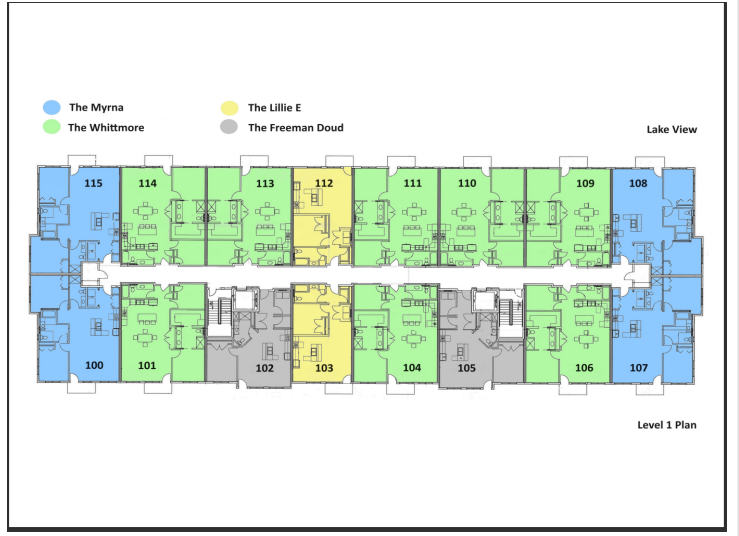 The Myrna
The Lillie E
The Whittmore
The Freeman Doud
Lake View
115 114 113 112 111 110 109 108
100 101 102 103 104 105 106 107
Level 1 Plan